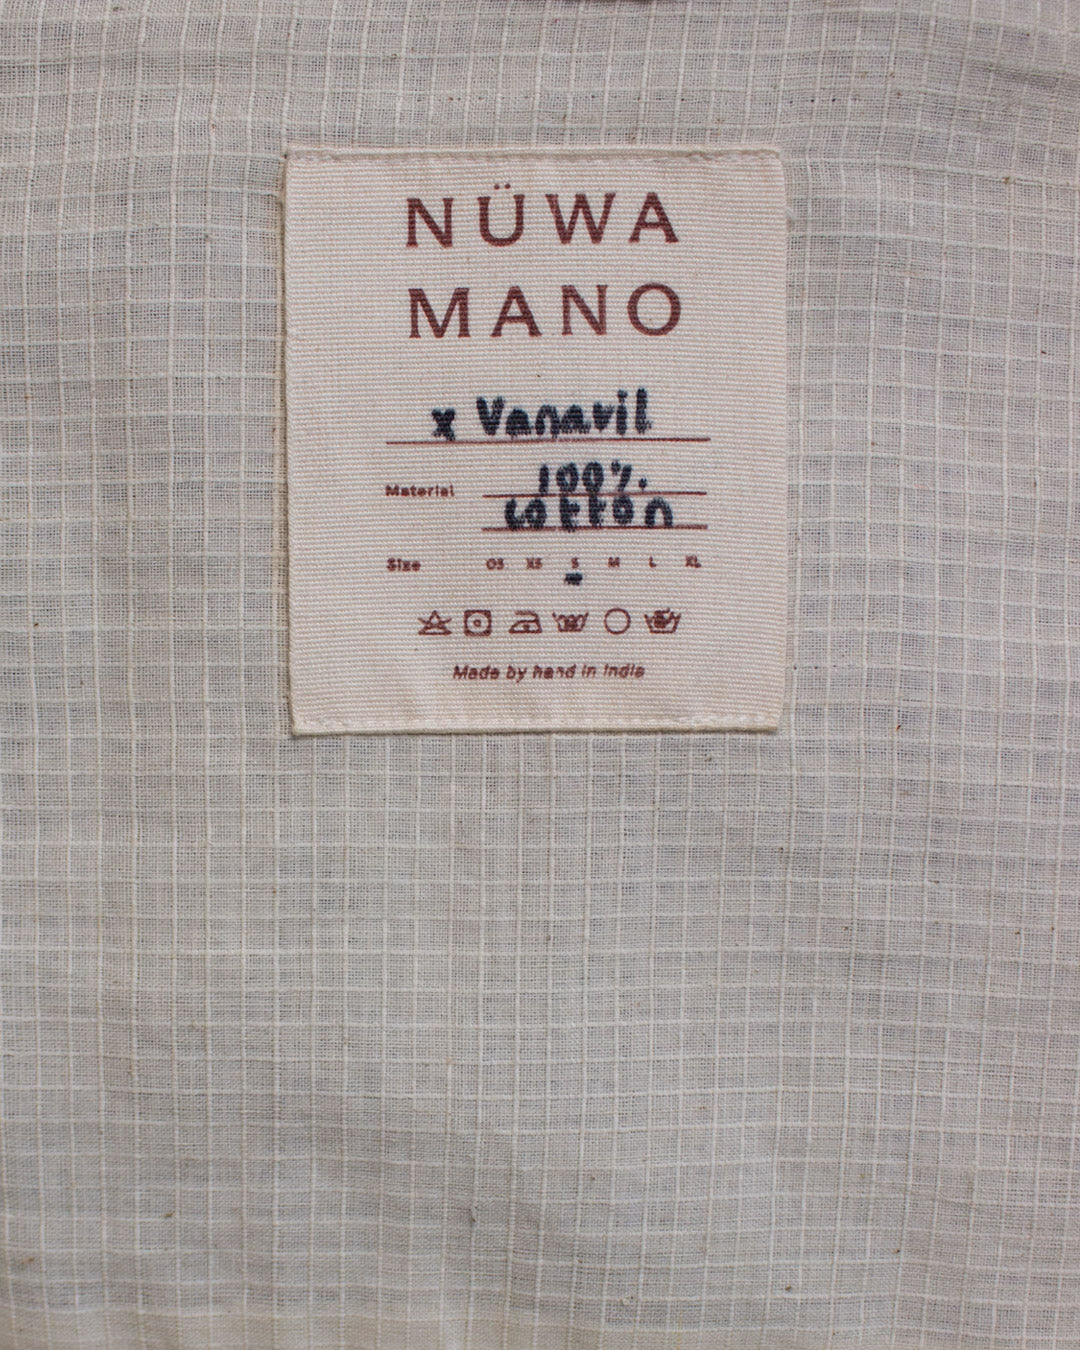 NÜWA
MANO
x Vanavil
Material 100%
cotton
Size OS XS S M L XL
Made by hand in India